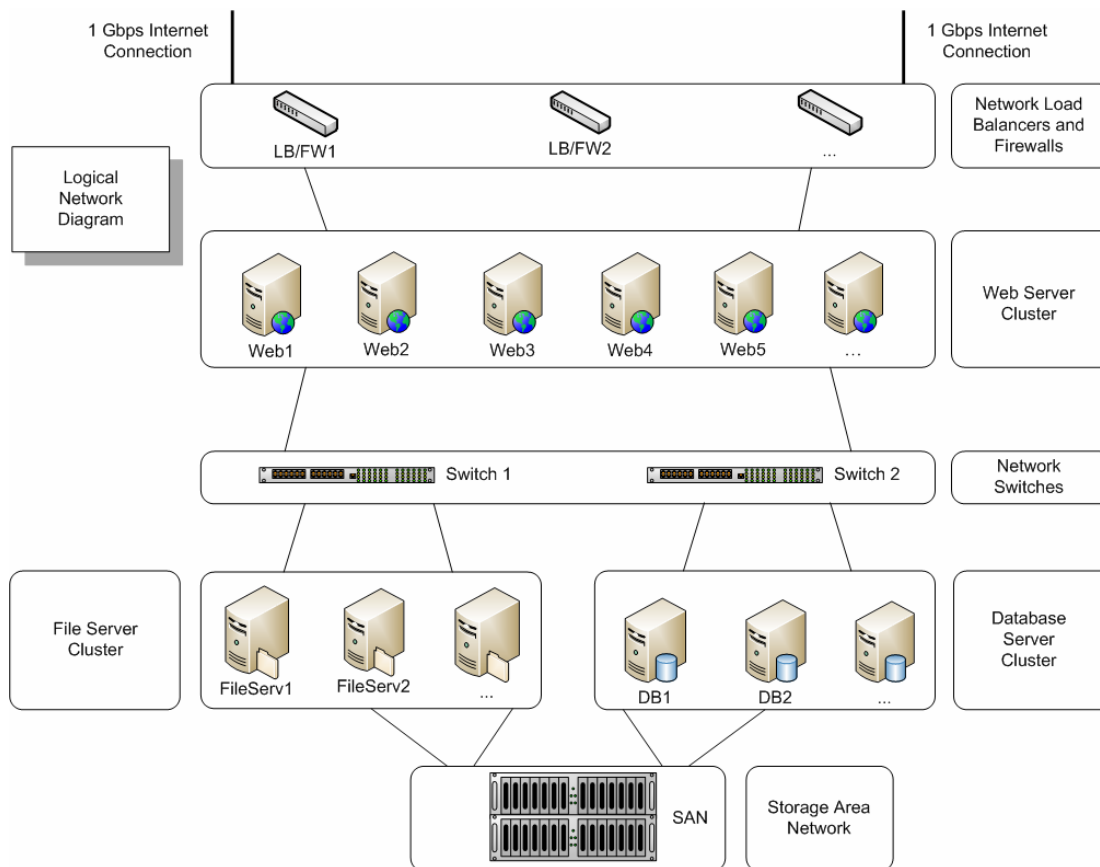 1 Gbps Internet
Connection
1 Gbps Internet
Connection
LB/FW1
LB/FW2
...
Network Load
Balancers and
Firewalls
Logical
Network
Diagram
Web1
Web2
Web3
Web4
Web5
...
Web Server
Cluster
Switch 1
Switch 2
Network
Switches
File Server
Cluster
FileServ1
FileServ2
...
DB1
DB2
...
Database
Server
Cluster
SAN
Storage Area
Network